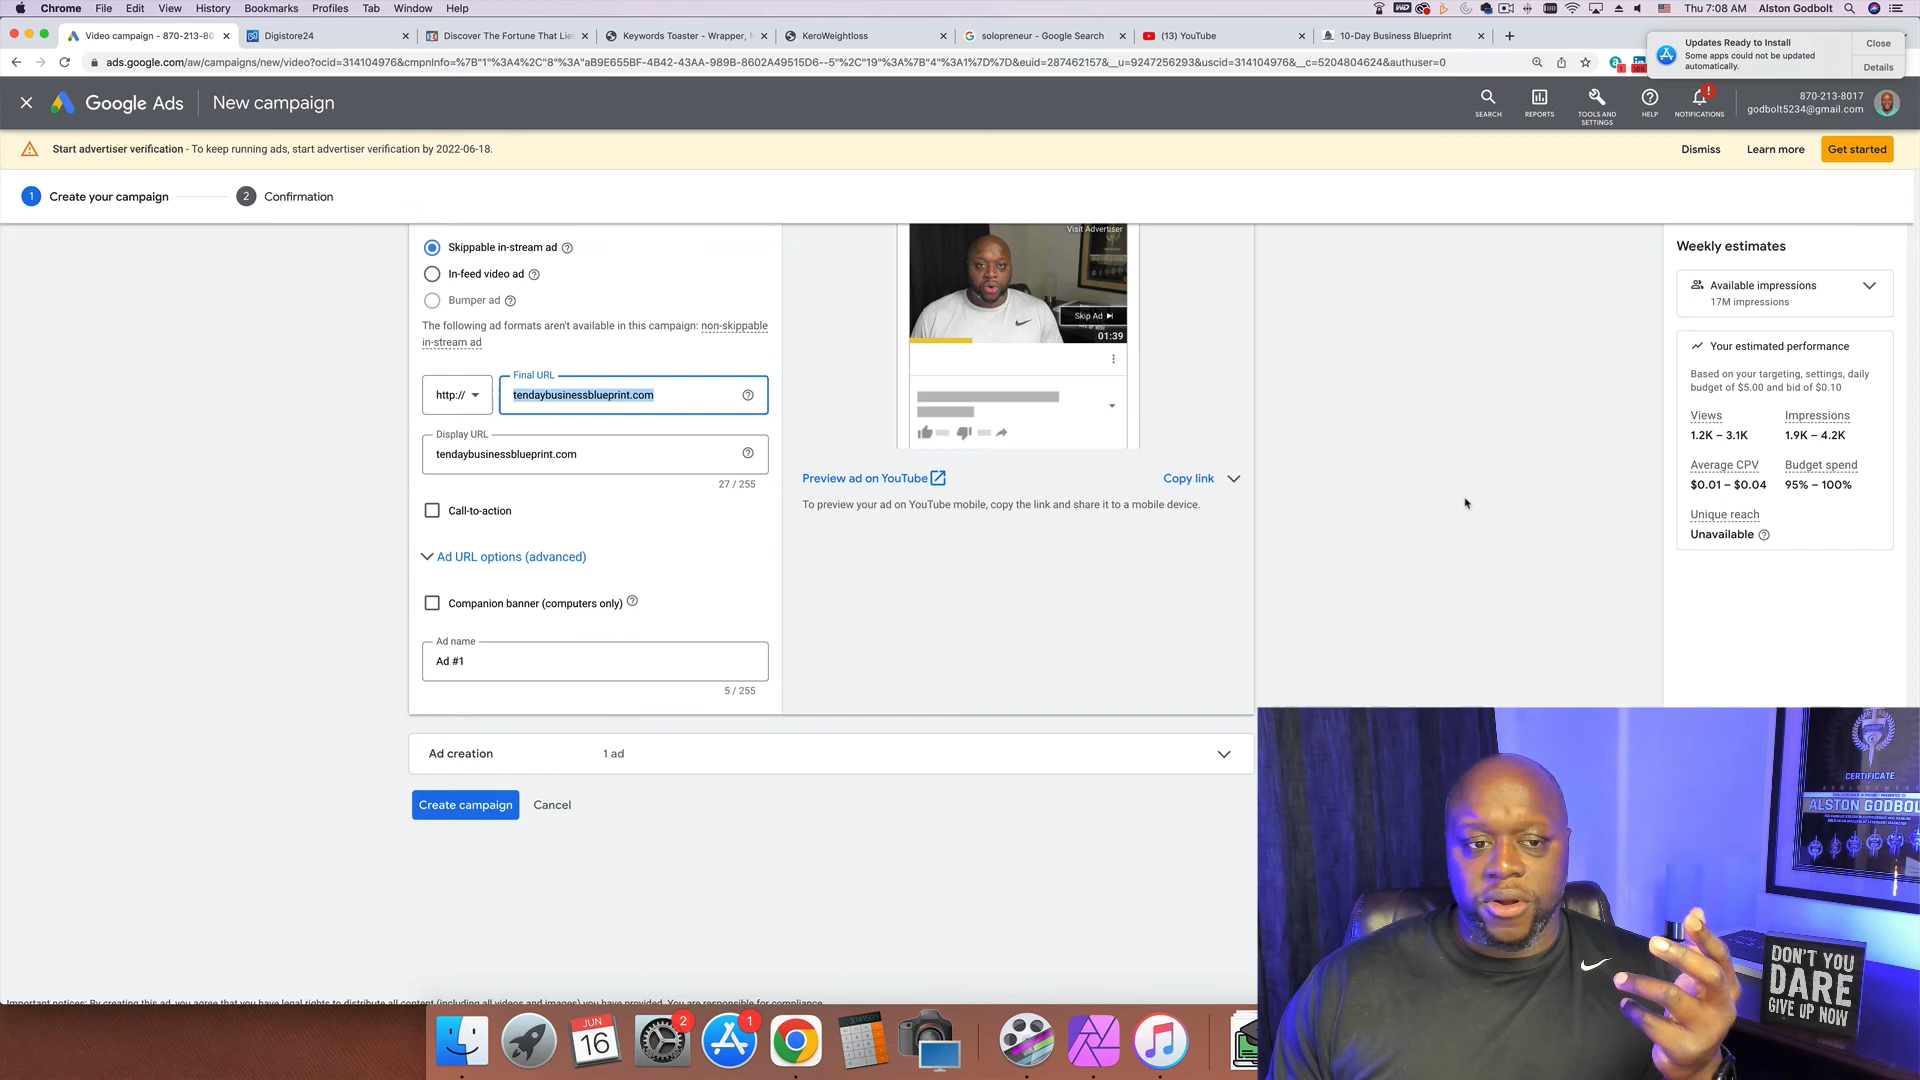 Chrome File Edit View History Bookmarks Profiles Tab Window Help
Thu 7:08 AM Alston Godbolt
Video campaign - 870-213-80
Digistore24
Discover The Fortune That Lies
Keywords Toaster - Wrapper, M
KeroWeightloss
solopreneur - Google Search
(13) YouTube
10-Day Business Blueprint
ads.google.com/aw/campaigns/new/video?ocid=314104976&cmpnInfo=%7B"1"%3A4%2C"8"%3A"aB9E655BF-4B42-43AA-989B-8602A49515D6--5"%2C"19"%3A%7B"4"%3A1%7D%7D&euid=287462157&__u=9247256293&uscid=314104976&__c=5204804624&authuser=0
Updates Ready to Install
Some apps could not be updated
automatically.
Close
Details
Google Ads New campaign
SEARCH
REPORTS
TOOLS AND
SETTINGS
HELP
NOTIFICATIONS
870-213-8017
godbolt5234@gmail.com
Start advertiser verification - To keep running ads, start advertiser verification by 2022-06-18.
Dismiss
Learn more
Get started
1 Create your campaign
2 Confirmation
Skippable in-stream ad
In-feed video ad
Bumper ad
The following ad formats aren't available in this campaign: non-skippable
in-stream ad
Final URL
http:// tendaybusinessblueprint.com
Display URL
tendaybusinessblueprint.com
27 / 255
Call-to-action
Ad URL options (advanced)
Companion banner (computers only)
Ad name
Ad #1
5 / 255
Visit Advertiser
Skip Ad
01:39
Preview ad on YouTube
Copy link
To preview your ad on YouTube mobile, copy the link and share it to a mobile device.
Weekly estimates
Available impressions
17M impressions
Your estimated performance
Based on your targeting, settings, daily
budget of $5.00 and bid of $0.10
Views Impressions
1.2K – 3.1K 1.9K – 4.2K
Average CPV Budget spend
$0.01 – $0.04 95% – 100%
Unique reach
Unavailable
Ad creation 1 ad
Create campaign Cancel
Important notices: By creating this ad, you agree that you have legal rights to distribute all content (including all videos and images) you have provided. You are responsible for compliance
JUN
16
2
1
3.141593
CERTIFICATE
ALSTON GODBOL
DON'T YOU
DARE
GIVE UP NOW